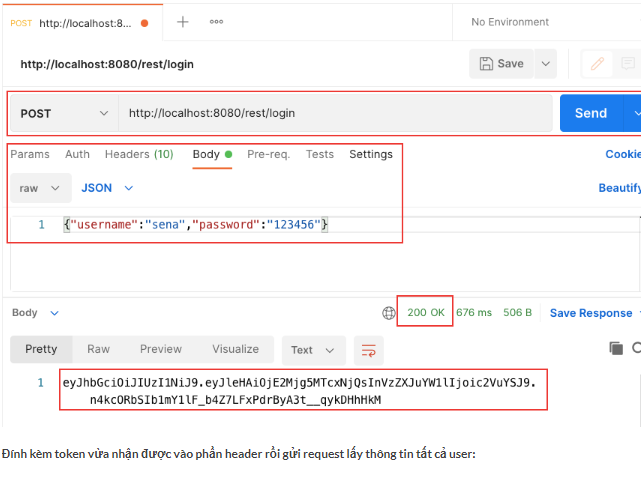 POST http://localhost:8...
No Environment
http://localhost:8080/rest/login
Save
POST http://localhost:8080/rest/login Send
Params Auth Headers (10) Body Pre-req. Tests Settings Cookie
raw JSON Beautify
1 {"username":"sena","password":"123456"}
Body 200 OK 676 ms 506 B Save Response
Pretty Raw Preview Visualize Text
1 eyJhbGciOiJIUzI1NiJ9.eyJleHAiOjE2Mjg5MTcxNjQsInVzZXJuYW1lIjoic2VuYSJ9.
n4kcORbSIb1mY1lF_b4Z7LFxPdrByA3t__qykDHhHkM
Đính kèm token vừa nhận được vào phần header rồi gửi request lấy thông tin tất cả user: